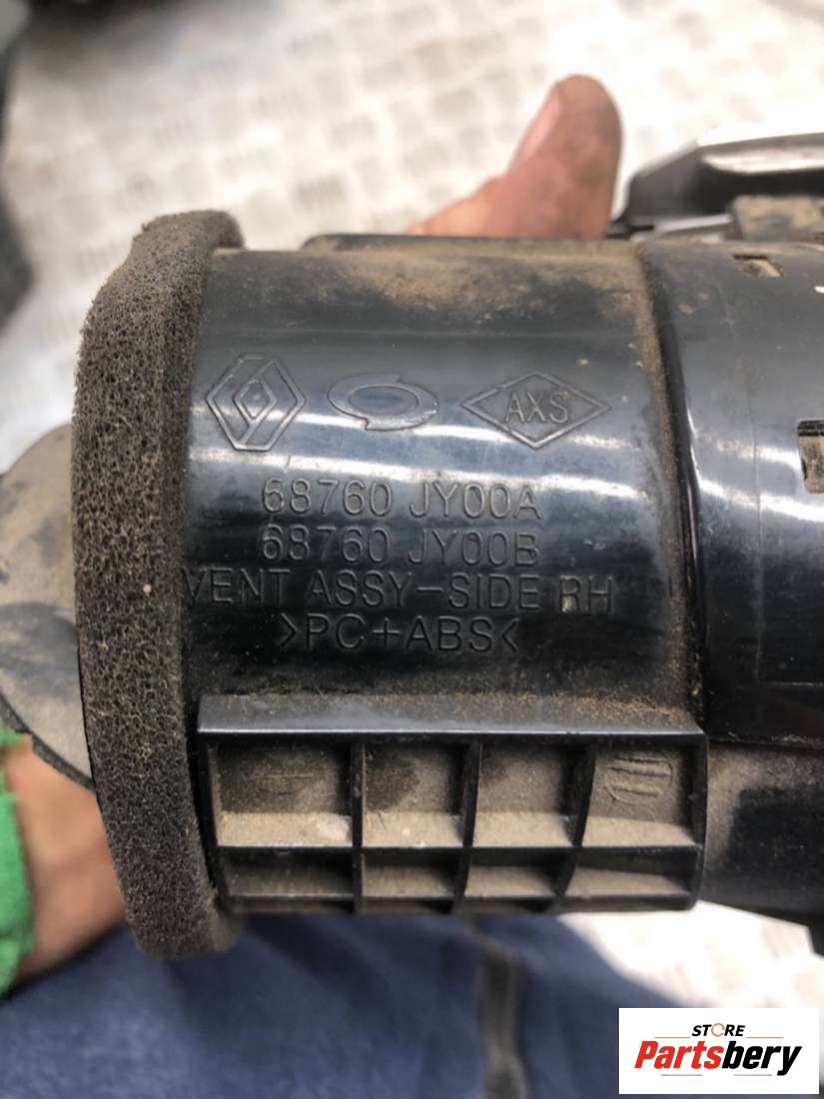 AXS
68760 JY00A
68760 JY00B
VENT ASSY-SIDE RH
>PC+ABS<
STORE
Partsbery